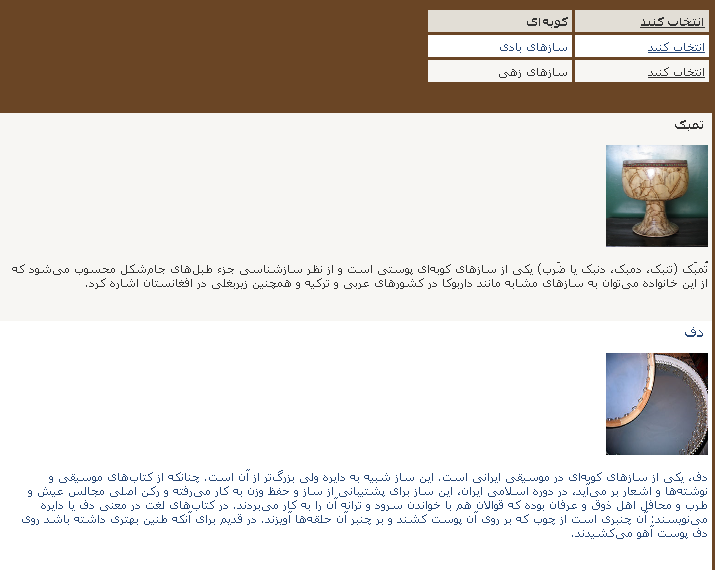 انتخاب کنید کوبه‌ای
انتخاب کنید سازهای بادی
انتخاب کنید سازهای زهی
تمبک
تُمبَک (تنبک، دمبک، دنبک یا ضَرب) یکی از سازهای کوبه‌ای پوستی است و از نظر سازشناسی جزء طبل‌های جام‌شکل محسوب می‌شود که
از این خانواده می‌توان به سازهای مشابه مانند داربوکا در کشورهای عربی و ترکیه و همچنین زیربغلی در افغانستان اشاره کرد.
دف
دف، یکی از سازهای کوبه‌ای در موسیقی ایرانی است. این ساز شبیه به دایره ولی بزرگ‌تر از آن است. چنانکه از کتاب‌های موسیقی و
نوشته‌ها و اشعار بر می‌آید، در دوره اسلامی ایران، این ساز برای پشتیبانی از ساز و حفظ وزن به کار می‌رفته و رکن اصلی مجالس عیش و
طرب و محافل اهل ذوق و عرفان بوده که قوالان هم با خواندن سرود و ترانه آن را به کار می‌بردند. در کتاب‌های لغت در معنی دف یا دایره
می‌نویسند: آن چنبری است از چوب که بر روی آن پوست کشند و بر چنبر آن حلقه‌ها آویزند. در قدیم برای آنکه طنین بهتری داشته باشد روی
دف پوست آهو می‌کشیدند.